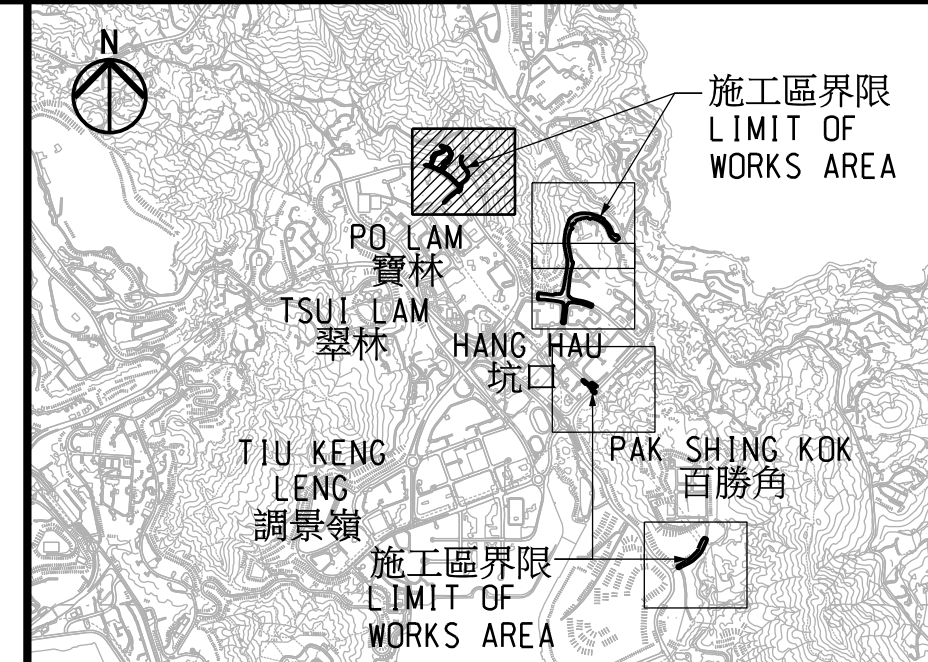 N
施工區界限
LIMIT OF
WORKS AREA
PO LAM
寶林
TSUI LAM
翠林
HANG HAU
坑口
PAK SHING KOK
百勝角
TIU KENG
LENG
調景嶺
施工區界限
LIMIT OF
WORKS AREA